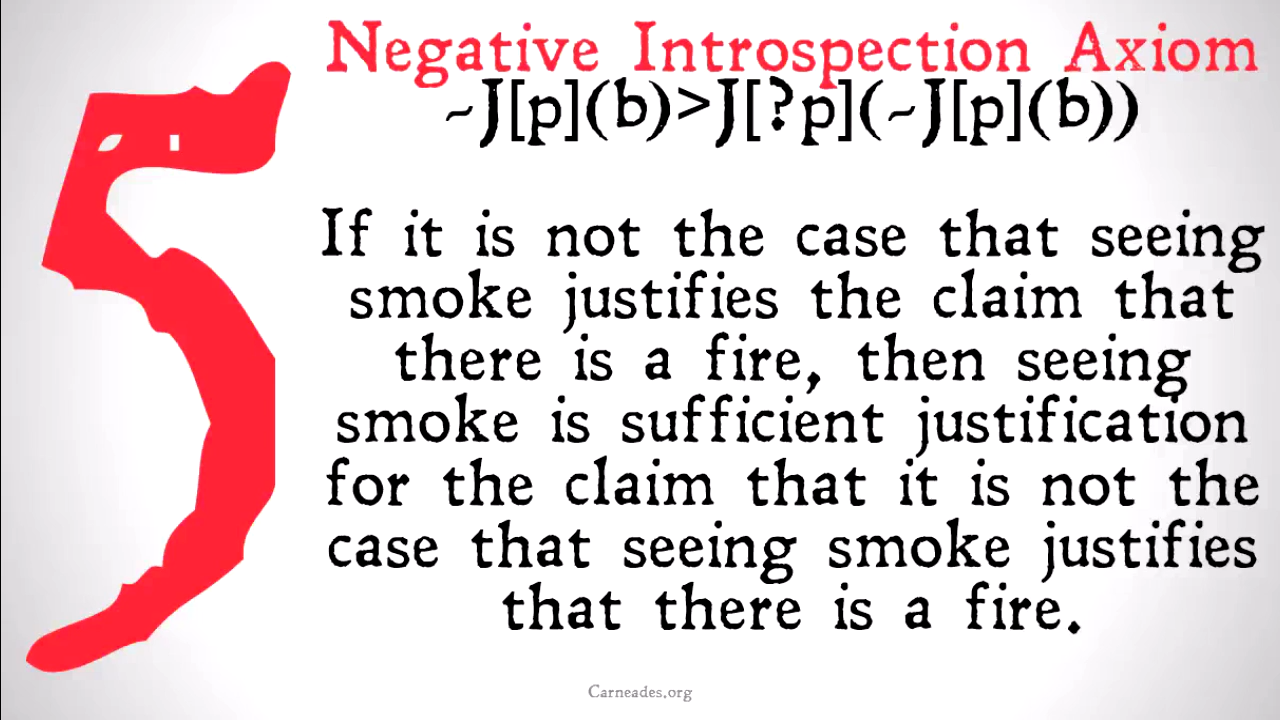 5
Negative Introspection Axiom
~J[p](b)>J[?p](~J[p](b))
If it is not the case that seeing
smoke justifies the claim that
there is a fire, then seeing
smoke is sufficient justification
for the claim that it is not the
case that seeing smoke justifies
that there is a fire.
Carneades.org